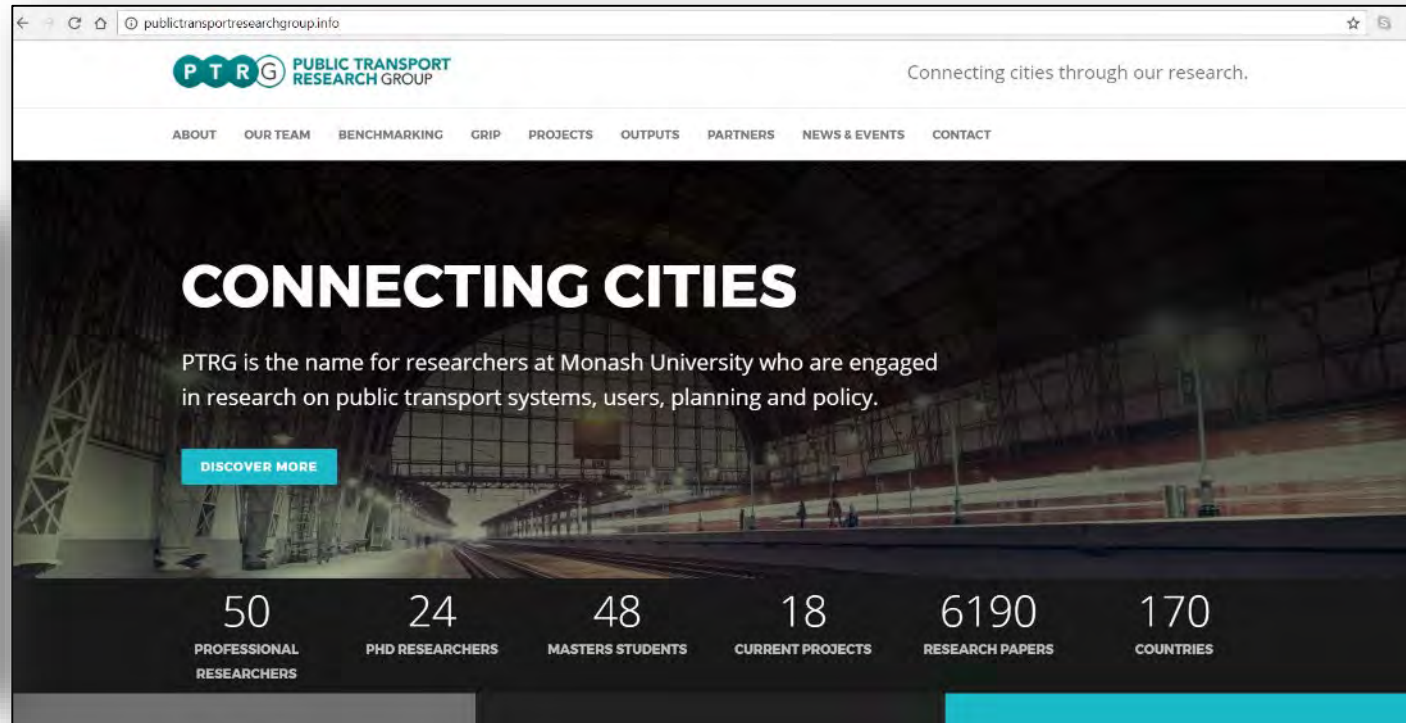 publictransportresearchgroup.info
PTRG PUBLIC TRANSPORT
RESEARCH GROUP
Connecting cities through our research.
ABOUT OUR TEAM BENCHMARKING GRIP PROJECTS OUTPUTS PARTNERS NEWS & EVENTS CONTACT
CONNECTING CITIES
PTRG is the name for researchers at Monash University who are engaged
in research on public transport systems, users, planning and policy.
DISCOVER MORE
50 24 48 18 6190 170
PROFESSIONAL PHD RESEARCHERS MASTERS STUDENTS CURRENT PROJECTS RESEARCH PAPERS COUNTRIES
RESEARCHERS